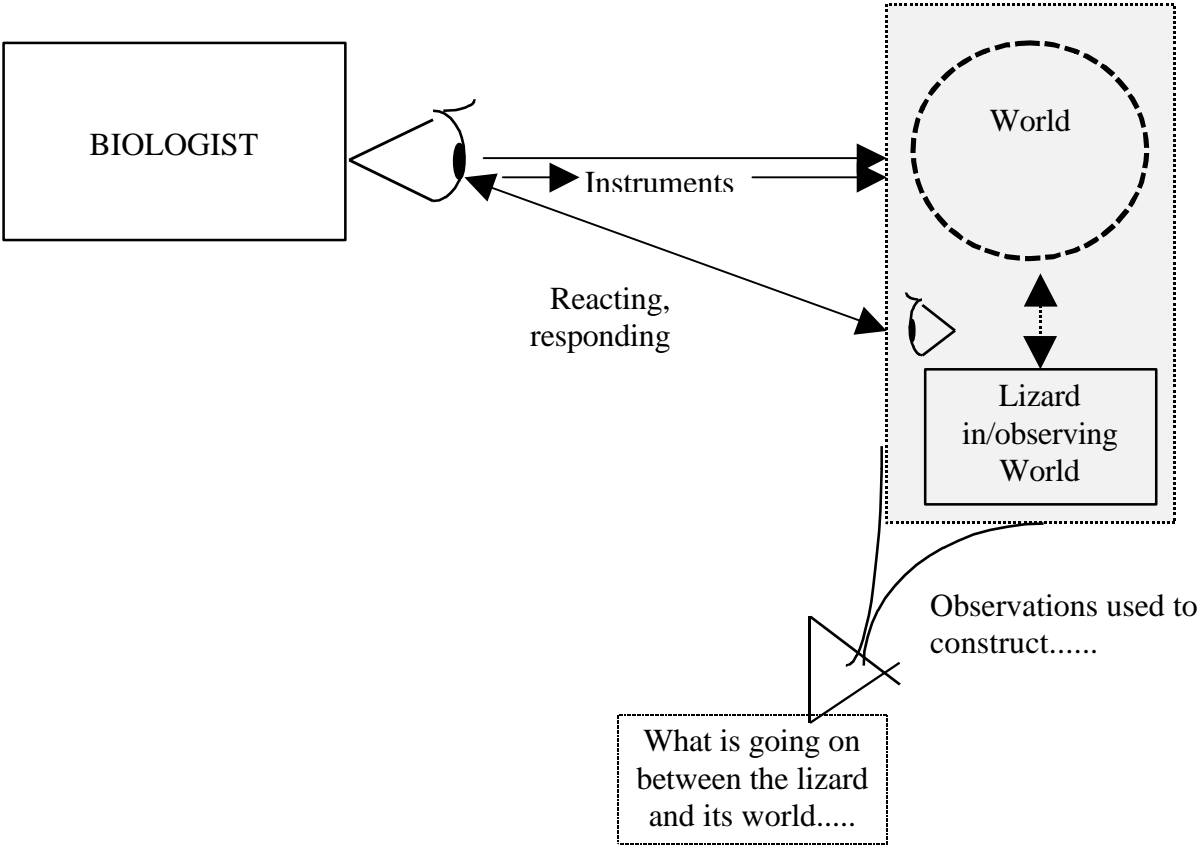 BIOLOGIST
World
Instruments
Reacting,
responding
Lizard
in/observing
World
Observations used to
construct......
What is going on
between the lizard
and its world.....